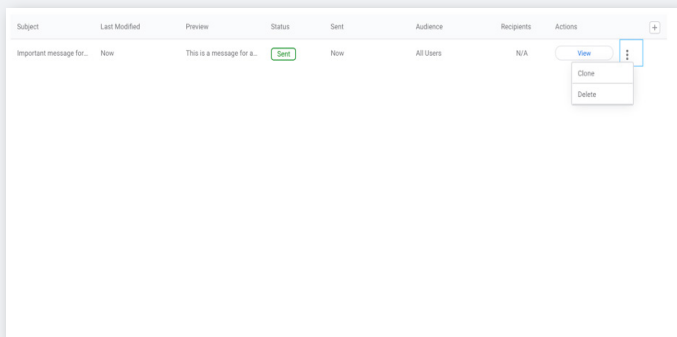 Subject Last Modified Preview Status Sent Audience Recipients Actions +
Important message for... Now This is a message for a... Sent Now All Users N/A View
Clone
Delete